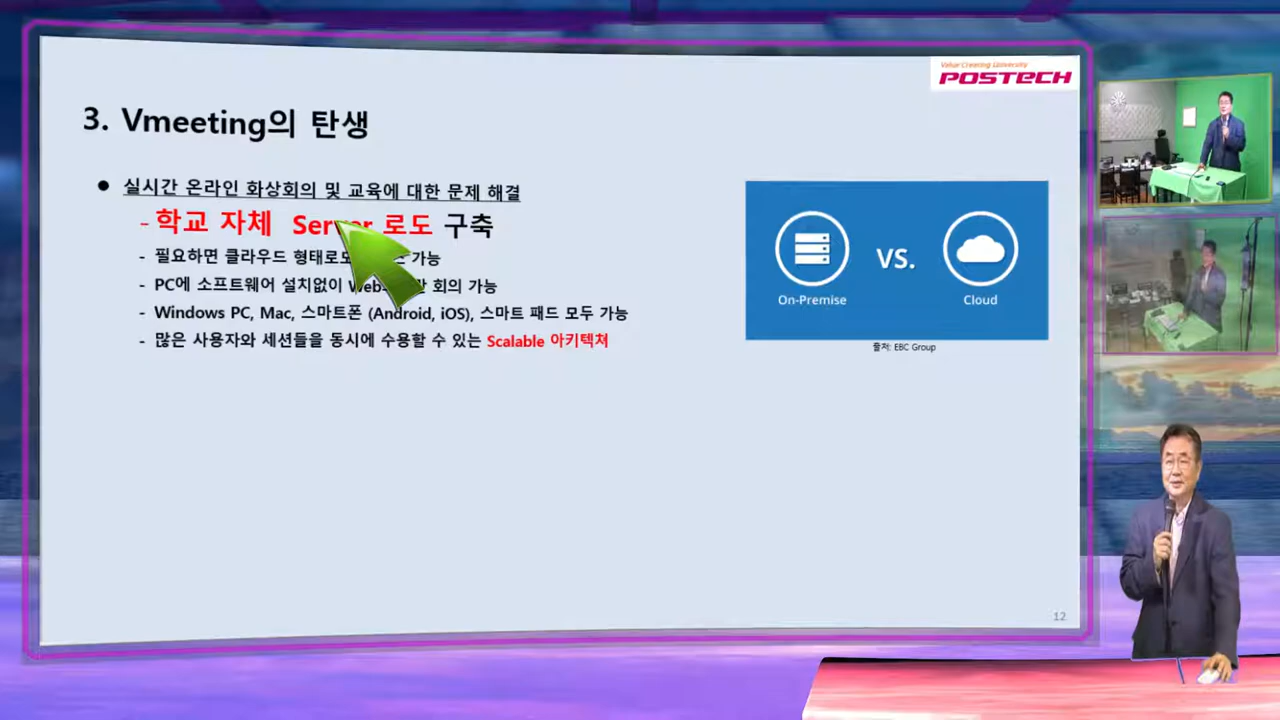 Value Creating University
POSTECH
3. Vmeeting의 탄생
● 실시간 온라인 화상회의 및 교육에 대한 문제 해결
- 학교 자체 Server 로도 구축
- 필요하면 클라우드 형태로도 가능
- PC에 소프트웨어 설치없이 회의 가능
- Windows PC, Mac, 스마트폰 (Android, iOS), 스마트 패드 모두 가능
- 많은 사용자와 세션들을 동시에 수용할 수 있는 Scalable 아키텍쳐
On-Premise
VS.
Cloud
출처: EBC Group
12